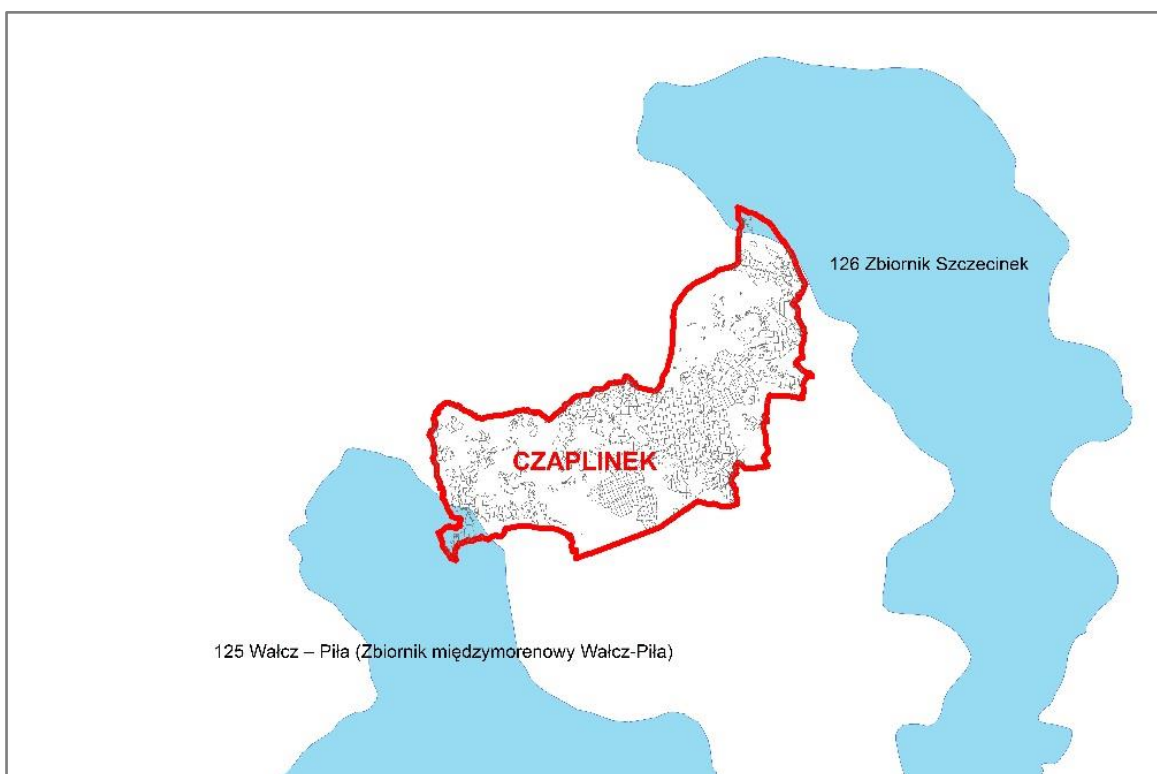 126 Zbiornik Szczecinek
CZAPLINEK
125 Wałcz – Piła (Zbiornik międzymorenowy Wałcz-Piła)